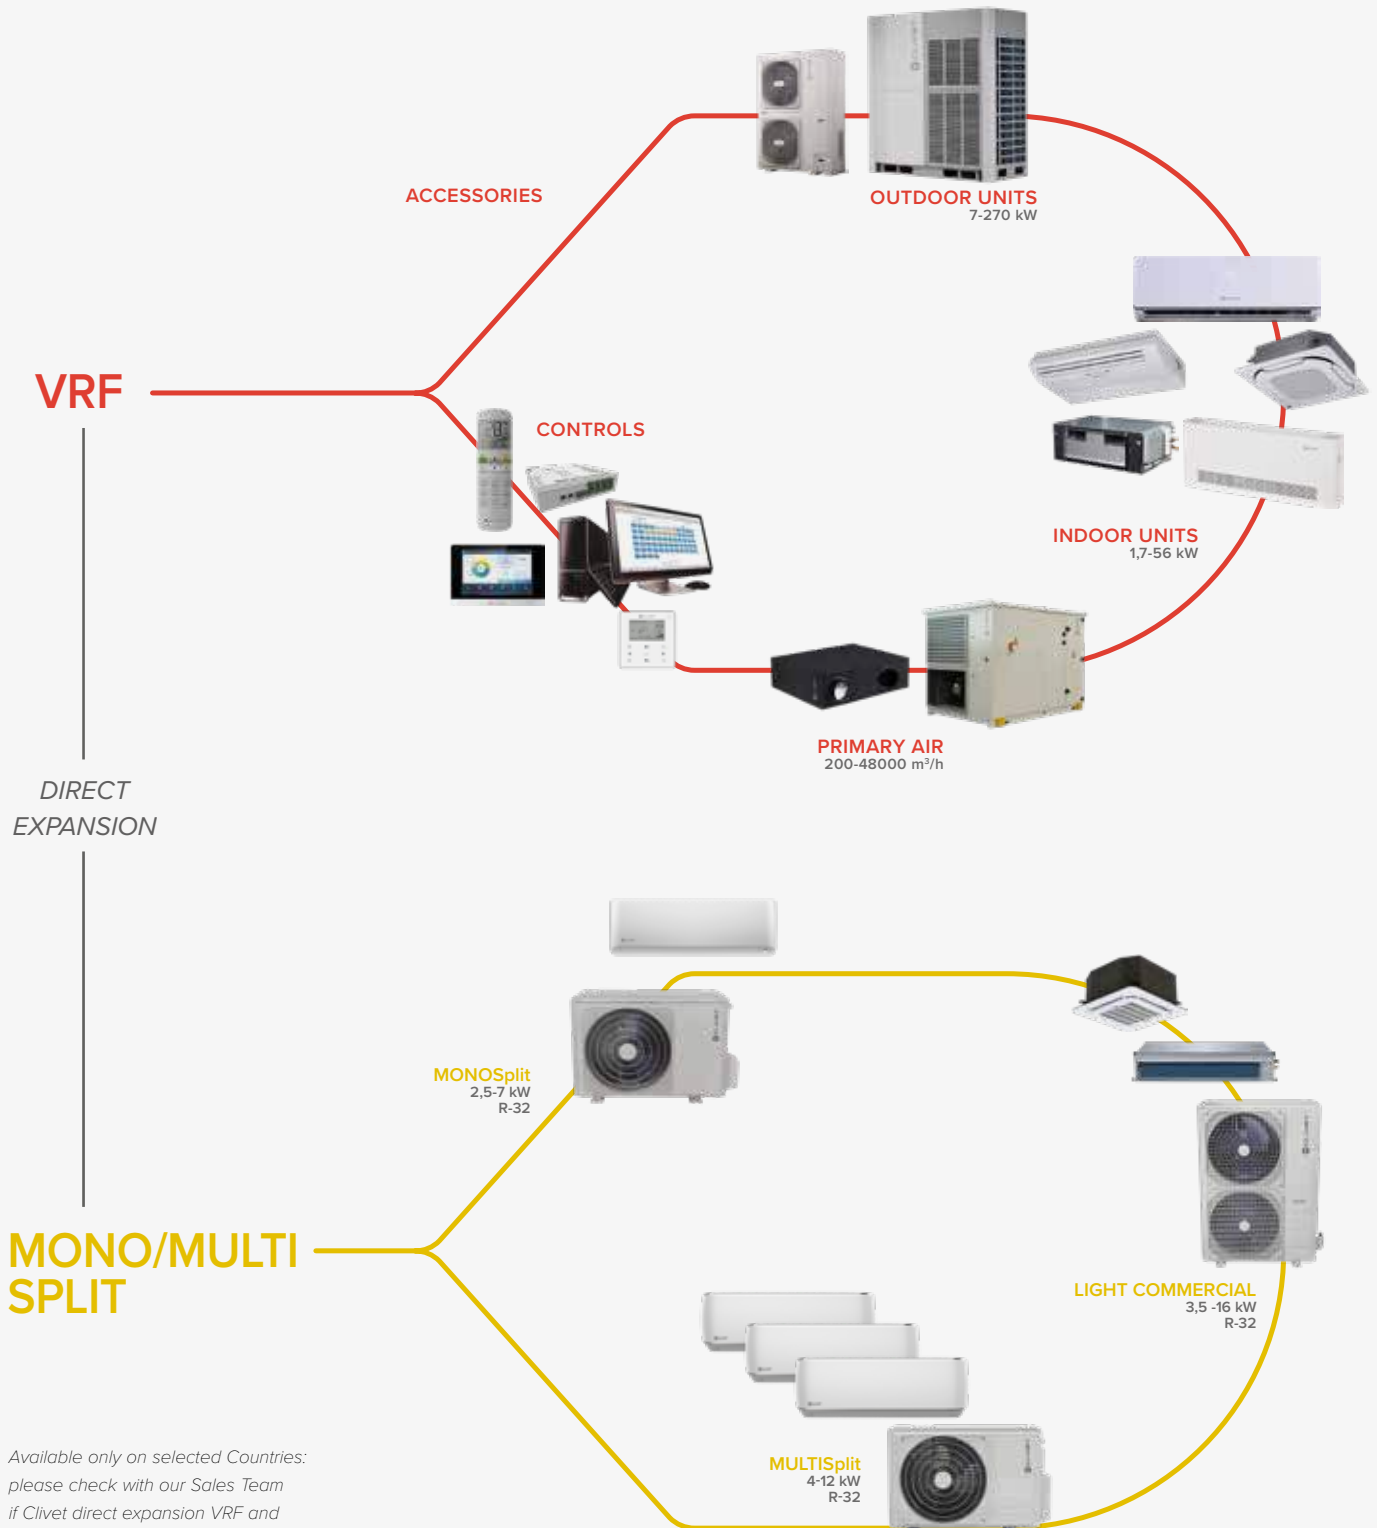 ACCESSORIES
OUTDOOR UNITS
7-270 kW
VRF
CONTROLS
INDOOR UNITS
1,7-56 kW
PRIMARY AIR
200-48000 m³/h
DIRECT
EXPANSION
MONOSplit
2,5-7 kW
R-32
MONO/MULTI
SPLIT
LIGHT COMMERCIAL
3,5 -16 kW
R-32
MULTISplit
4-12 kW
R-32
Available only on selected Countries:
please check with our Sales Team
if Clivet direct expansion VRF and